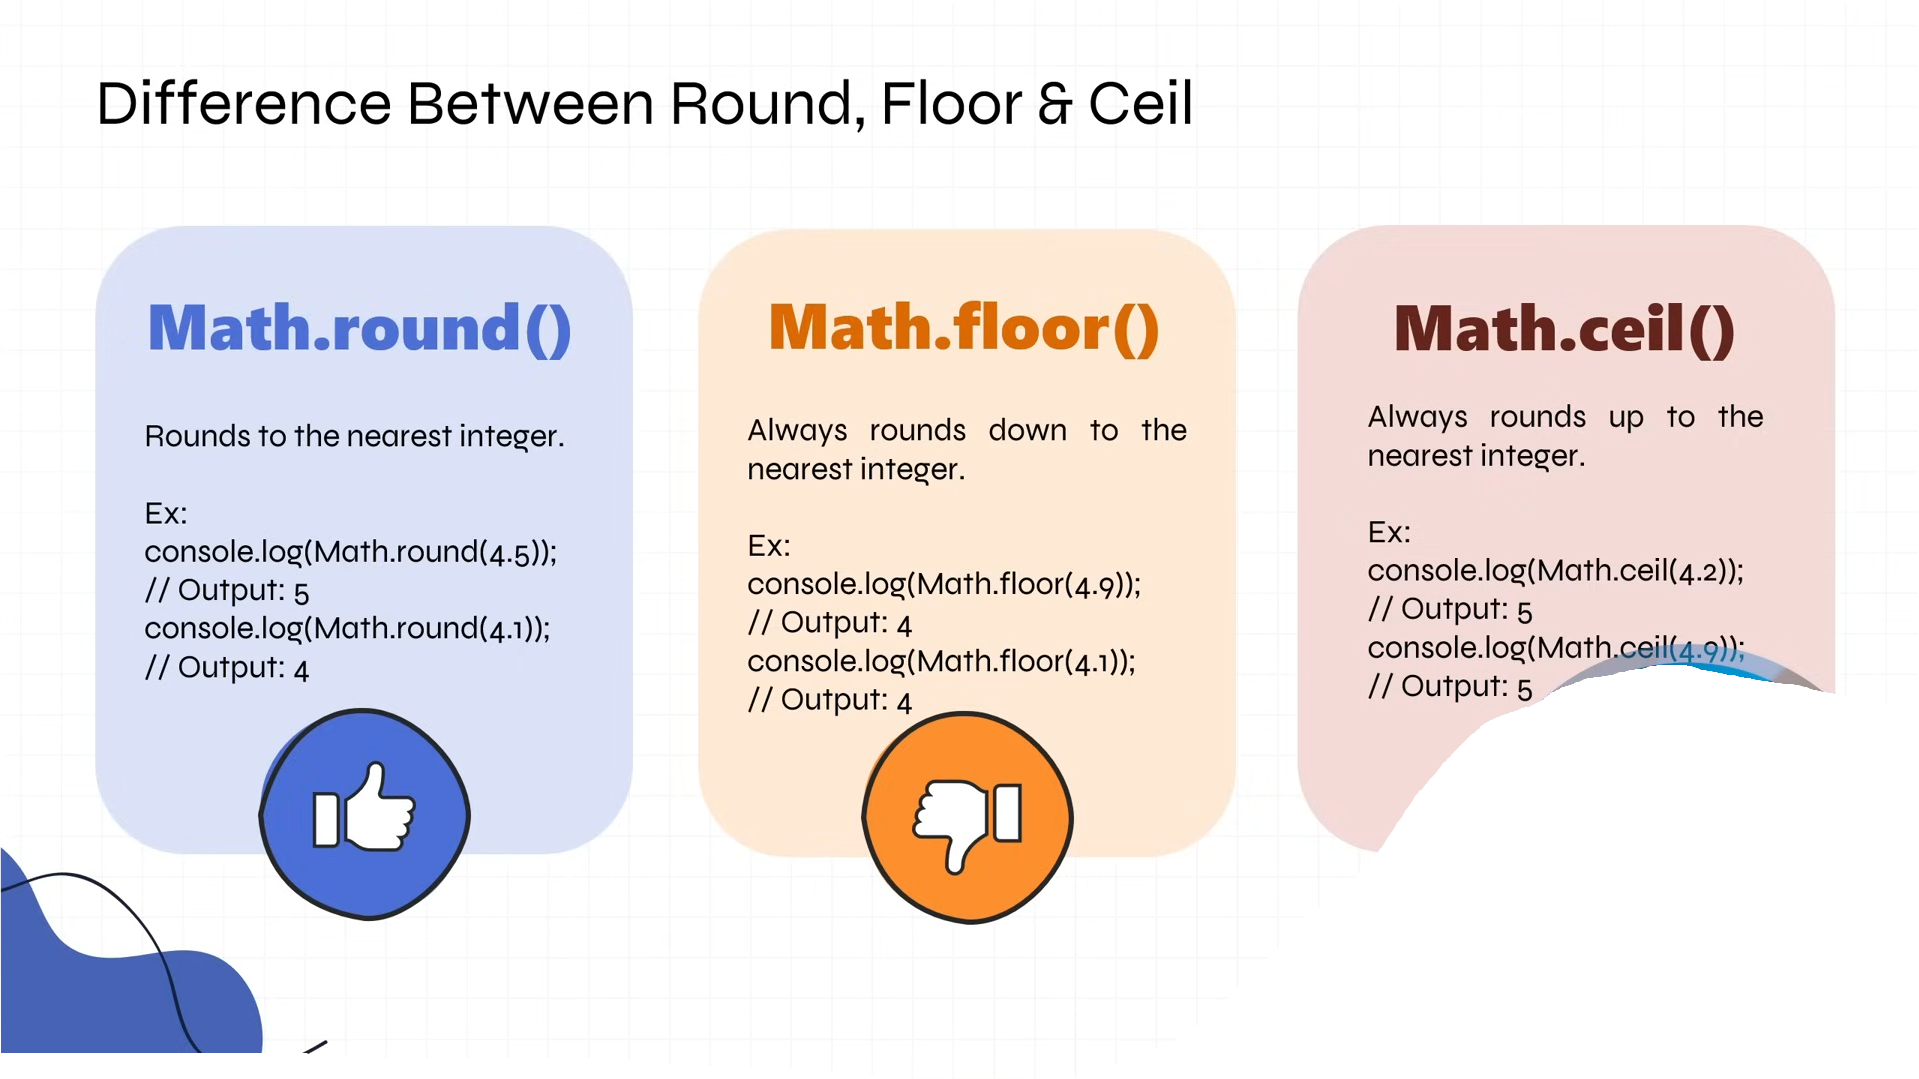 Difference Between Round, Floor & Ceil
Math.round()
Rounds to the nearest integer.
Ex:
console.log(Math.round(4.5));
// Output: 5
console.log(Math.round(4.1));
// Output: 4
Math.floor()
Always rounds down to the
nearest integer.
Ex:
console.log(Math.floor(4.9));
// Output: 4
console.log(Math.floor(4.1));
// Output: 4
Math.ceil()
Always rounds up to the
nearest integer.
Ex:
console.log(Math.ceil(4.2));
// Output: 5
console.log(Math.ceil(4.9));
// Output: 5